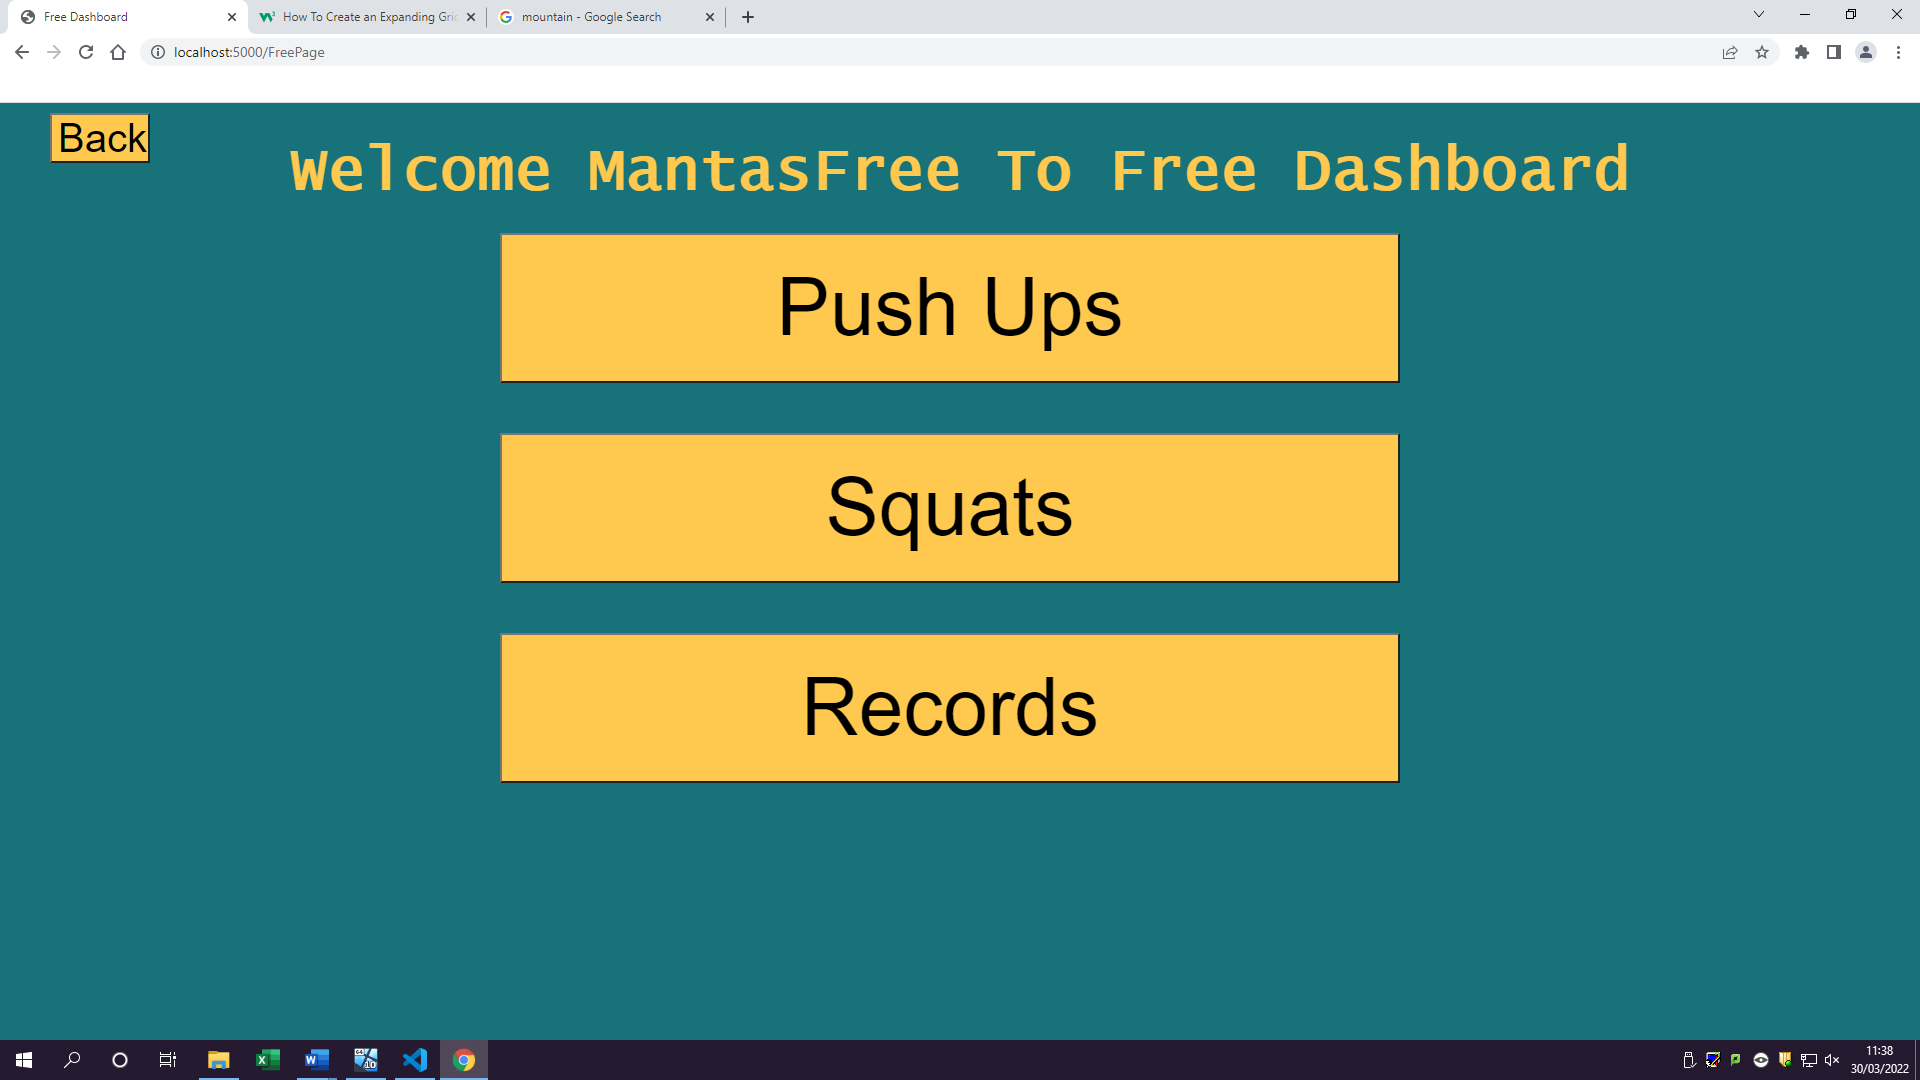 Free Dashboard
How To Create an Expanding Gric
mountain - Google Search
localhost:5000/FreePage
Back
Welcome MantasFree To Free Dashboard
Push Ups
Squats
Records
11:38
30/03/2022